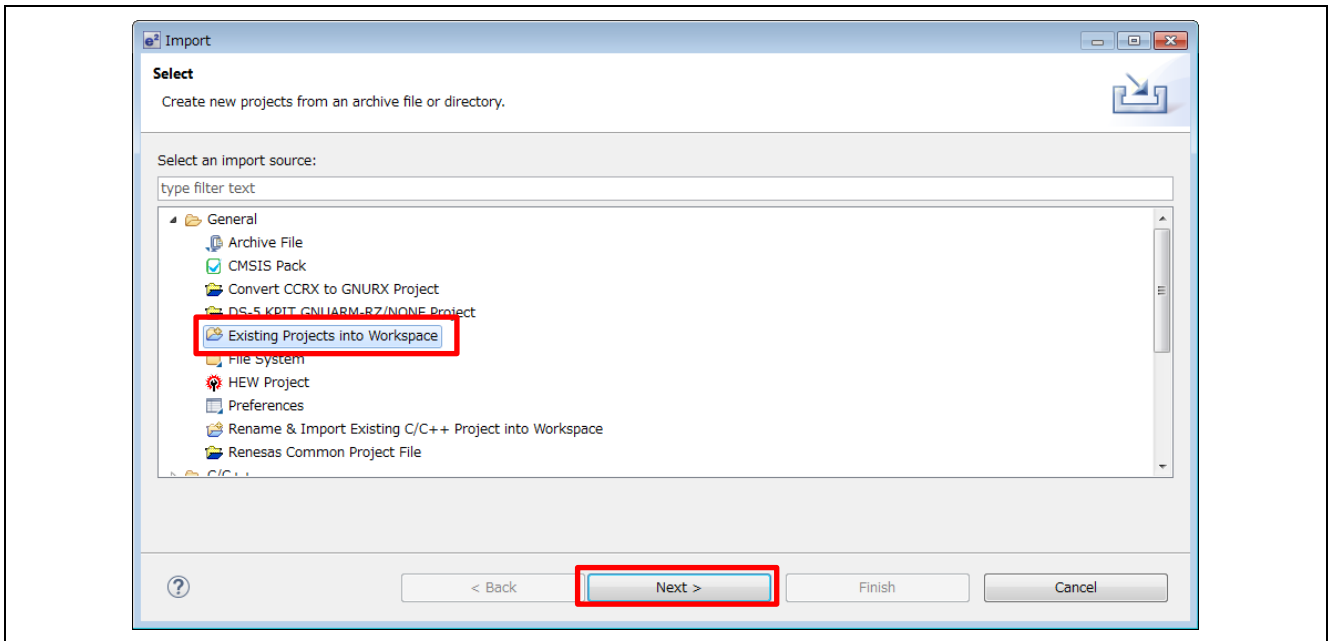 e² Import
Select
Create new projects from an archive file or directory.
Select an import source:
type filter text
General
Archive File
CMSIS Pack
Convert CCRX to GNURX Project
DS-5 KPIT GNUARM-RZ/NONE Project
Existing Projects into Workspace
File System
HEW Project
Preferences
Rename & Import Existing C/C++ Project into Workspace
Renesas Common Project File
C/C++
?
< Back
Next >
Finish
Cancel